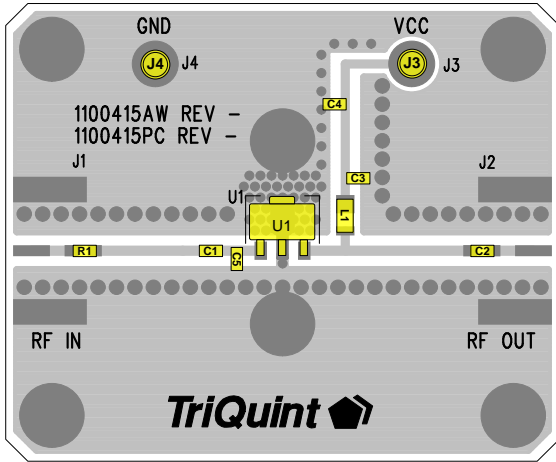 GND VCC
J4 J4 J3 J3
C4
1100415AW REV -
1100415PC REV -
J1 J2
C3
U1
U1 L1
R1 C1 C5 C2
RF IN RF OUT
TriQuint